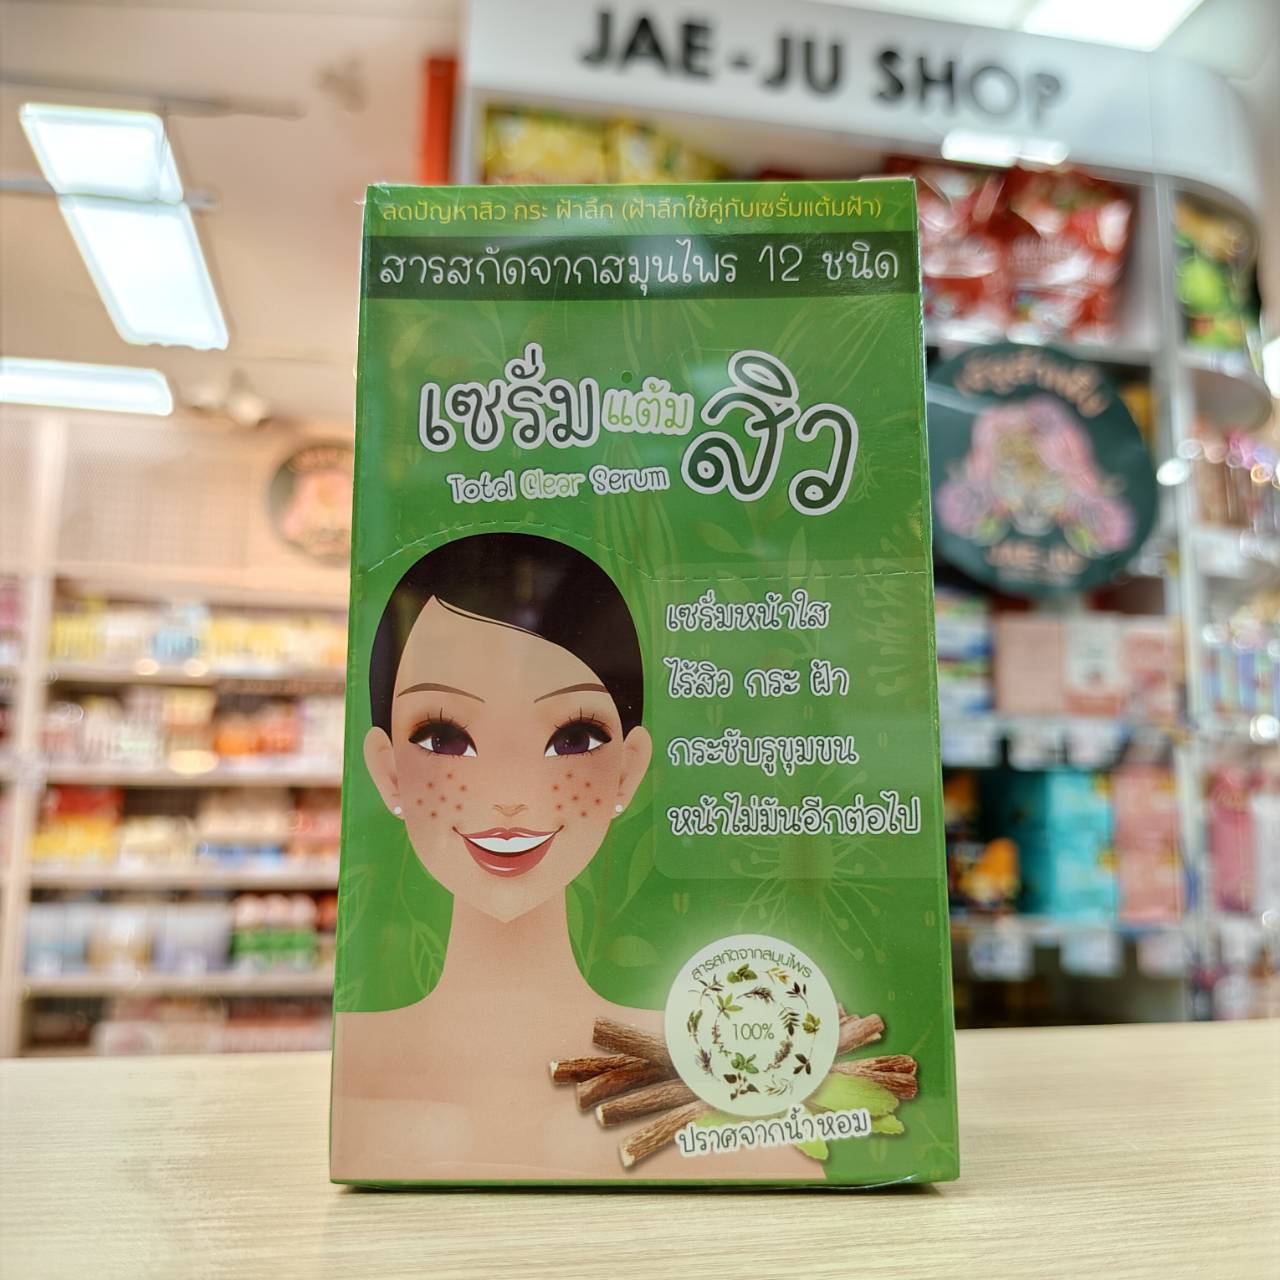 JAE-JU SHOP
ลดปัญหาสิว กระ ฝ้าลึก (ฝ้าลึกใช้คู่กับเซรั่มแต้มฝ้า)
สารสกัดจากสมุนไพร 12 ชนิด
เซรั่มแต้มสิว
Total Clear Serum
เซรั่มหน้าใส
ไร้สิว กระ ฝ้า
กระชับรูขุมขน
หน้าไม่มันอีกต่อไป
สารสกัดจากสมุนไพร
100%
ปราศจากน้ำหอม
JAE-JU